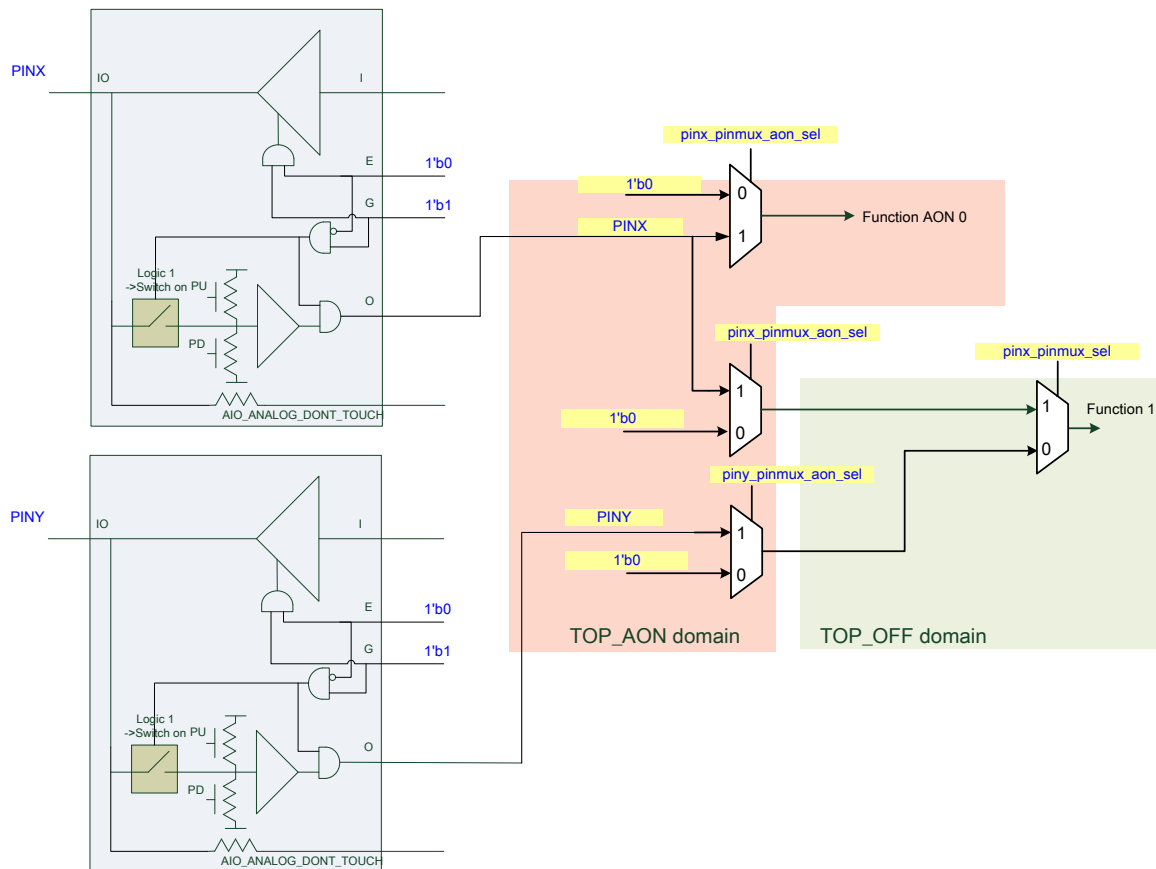 PINX
IO
I
E
1'b0
G
1'b1
Logic 1
->Switch on
PU
PD
O
AIO_ANALOG_DONT_TOUCH
pinx_pinmux_aon_sel
1'b0
0
PINX
1
Function AON 0
pinx_pinmux_aon_sel
1
1'b0
0
pinx_pinmux_sel
1
0
Function 1
piny_pinmux_aon_sel
PINY
1
1'b0
0
TOP_AON domain
TOP_OFF domain
PINY
IO
I
E
1'b0
G
1'b1
Logic 1
->Switch on
PU
PD
O
AIO_ANALOG_DONT_TOUCH